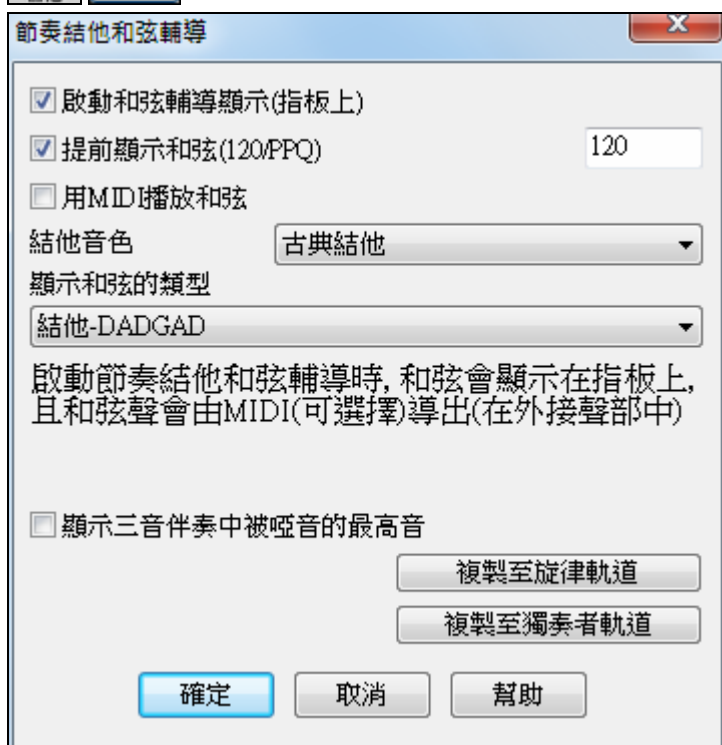 節奏結他和弦輔導
啟動和弦輔導顯示(指板上)
提前顯示和弦(120/PPQ)
120
用MIDI播放和弦
結他音色
古典結他
顯示和弦的類型
結他-DADGAD
啟動節奏結他和弦輔導時, 和弦會顯示在指板上,
且和弦聲會由MIDI(可選擇)導出(在外接聲部中)
顯示三音伴奏中被啞音的最高音
複製至旋律軌道
複製至獨奏者軌道
確定
取消
幫助